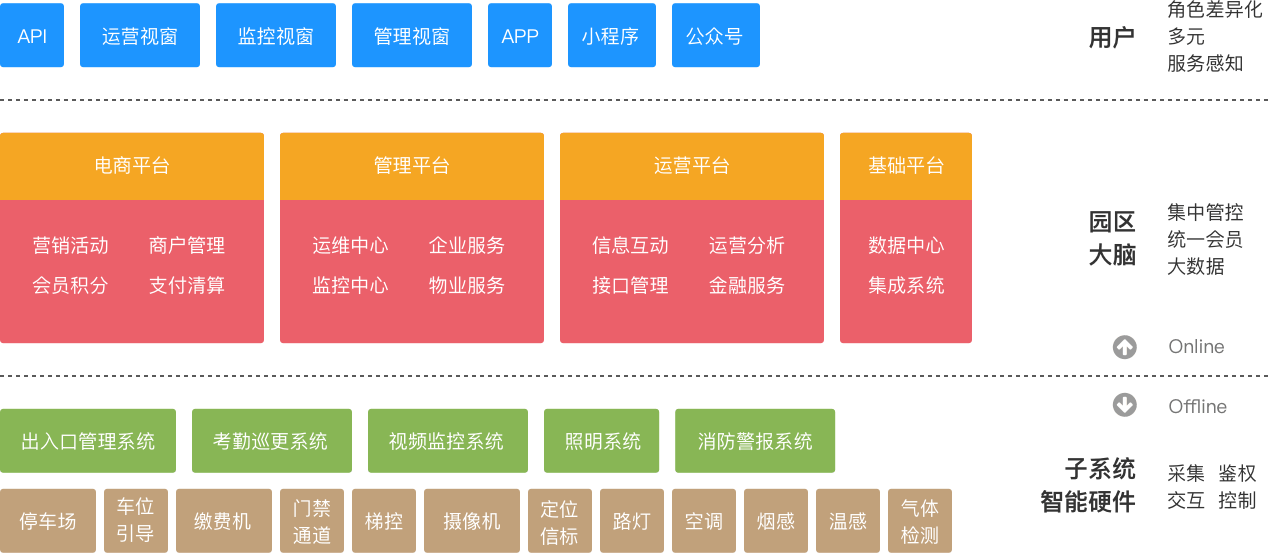 API 运营视窗 监控视窗 管理视窗 APP 小程序 公众号
用户
角色差异化
多元
服务感知
电商平台 管理平台 运营平台 基础平台
营销活动 商户管理 运维中心 企业服务 信息互动 运营分析 数据中心
会员积分 支付清算 监控中心 物业服务 接口管理 金融服务 集成系统
园区
大脑
集中管控
统一会员
大数据
Online
Offline
出入口管理系统 考勤巡更系统 视频监控系统 照明系统 消防警报系统
子系统
智能硬件
采集 鉴权
交互 控制
停车场
车位
引导
缴费机
门禁
通道
梯控
摄像机
定位
信标
路灯
空调
烟感
温感
气体
检测